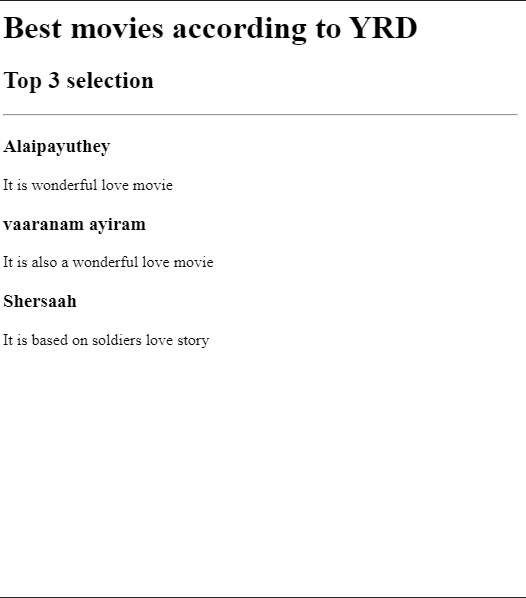 Best movies according to YRD
Top 3 selection
Alaipayuthey
It is wonderful love movie
vaaranam ayiram
It is also a wonderful love movie
Shersaah
It is based on soldiers love story